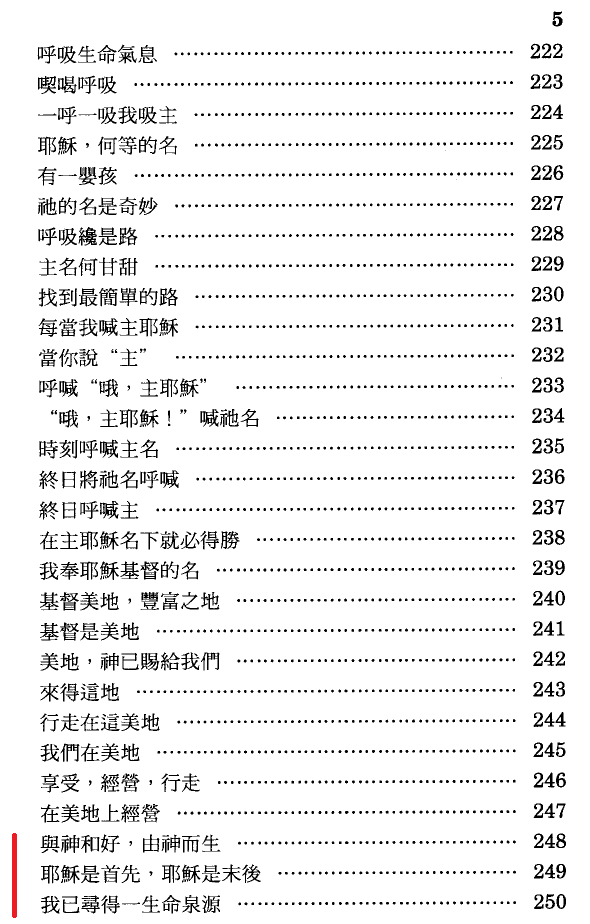 5
呼吸生命氣息 ⋯⋯⋯⋯⋯⋯⋯⋯⋯⋯⋯⋯ 222
喫喝呼吸 ⋯⋯⋯⋯⋯⋯⋯⋯⋯⋯⋯⋯ 223
一呼一吸我吸主 ⋯⋯⋯⋯⋯⋯⋯⋯⋯⋯⋯⋯ 224
耶穌，何等的名 ⋯⋯⋯⋯⋯⋯⋯⋯⋯⋯⋯⋯ 225
有一嬰孩 ⋯⋯⋯⋯⋯⋯⋯⋯⋯⋯⋯⋯ 226
祂的名是奇妙 ⋯⋯⋯⋯⋯⋯⋯⋯⋯⋯⋯⋯ 227
呼吸纔是路 ⋯⋯⋯⋯⋯⋯⋯⋯⋯⋯⋯⋯ 228
主名何甘甜 ⋯⋯⋯⋯⋯⋯⋯⋯⋯⋯⋯⋯ 229
找到最簡單的路 ⋯⋯⋯⋯⋯⋯⋯⋯⋯⋯⋯⋯ 230
每當我喊主耶穌 ⋯⋯⋯⋯⋯⋯⋯⋯⋯⋯⋯⋯ 231
當你說“主” ⋯⋯⋯⋯⋯⋯⋯⋯⋯⋯⋯⋯ 232
呼喊“哦，主耶穌” ⋯⋯⋯⋯⋯⋯⋯⋯⋯⋯⋯ 233
“哦，主耶穌！”喊祂名 ⋯⋯⋯⋯⋯⋯⋯⋯⋯⋯ 234
時刻呼喊主名 ⋯⋯⋯⋯⋯⋯⋯⋯⋯⋯⋯⋯ 235
終日將祂名呼喊 ⋯⋯⋯⋯⋯⋯⋯⋯⋯⋯⋯⋯ 236
終日呼喊主 ⋯⋯⋯⋯⋯⋯⋯⋯⋯⋯⋯⋯ 237
在主耶穌名下就必得勝 ⋯⋯⋯⋯⋯⋯⋯⋯⋯⋯ 238
我奉耶穌基督的名 ⋯⋯⋯⋯⋯⋯⋯⋯⋯⋯⋯ 239
基督美地，豐富之地 ⋯⋯⋯⋯⋯⋯⋯⋯⋯⋯⋯ 240
基督是美地 ⋯⋯⋯⋯⋯⋯⋯⋯⋯⋯⋯⋯ 241
美地，神已賜給我們 ⋯⋯⋯⋯⋯⋯⋯⋯⋯⋯⋯ 242
來得這地 ⋯⋯⋯⋯⋯⋯⋯⋯⋯⋯⋯⋯ 243
行走在這美地 ⋯⋯⋯⋯⋯⋯⋯⋯⋯⋯⋯⋯ 244
我們在美地 ⋯⋯⋯⋯⋯⋯⋯⋯⋯⋯⋯⋯ 245
享受，經營，行走 ⋯⋯⋯⋯⋯⋯⋯⋯⋯⋯⋯ 246
在美地上經營 ⋯⋯⋯⋯⋯⋯⋯⋯⋯⋯⋯⋯ 247
與神和好，由神而生 ⋯⋯⋯⋯⋯⋯⋯⋯⋯⋯⋯ 248
耶穌是首先，耶穌是末後 ⋯⋯⋯⋯⋯⋯⋯⋯⋯ 249
我已尋得一生命泉源 ⋯⋯⋯⋯⋯⋯⋯⋯⋯⋯⋯ 250